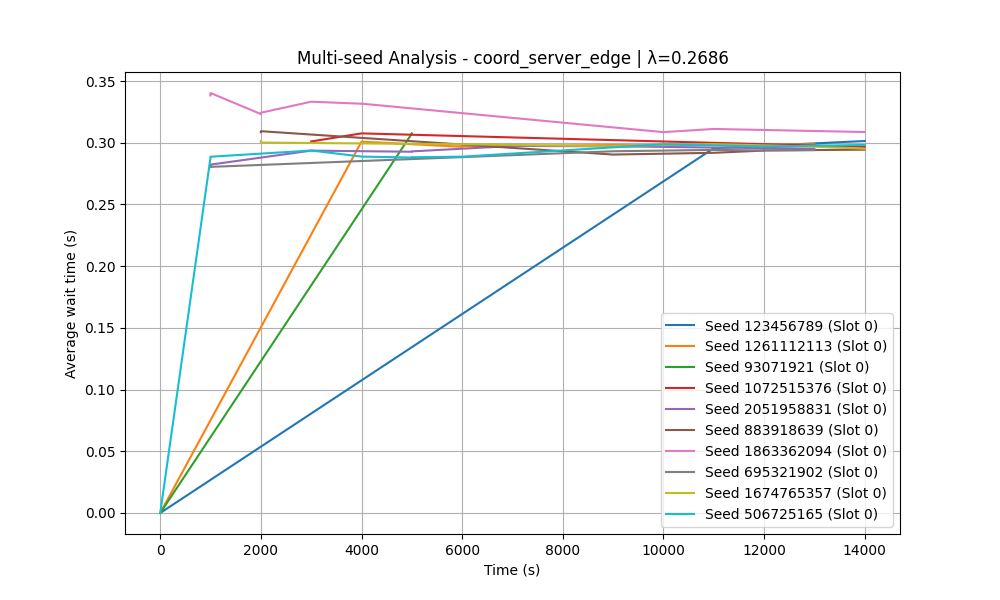 Multi-seed Analysis - coord_server_edge | λ=0.2686
Average wait time (s)
0.35
0.30
0.25
0.20
0.15
0.10
0.05
0.00
Seed 123456789 (Slot 0)
Seed 1261112113 (Slot 0)
Seed 93071921 (Slot 0)
Seed 1072515376 (Slot 0)
Seed 2051958831 (Slot 0)
Seed 883918639 (Slot 0)
Seed 1863362094 (Slot 0)
Seed 695321902 (Slot 0)
Seed 1674765357 (Slot 0)
Seed 506725165 (Slot 0)
0 2000 4000 6000 8000 10000 12000 14000
Time (s)